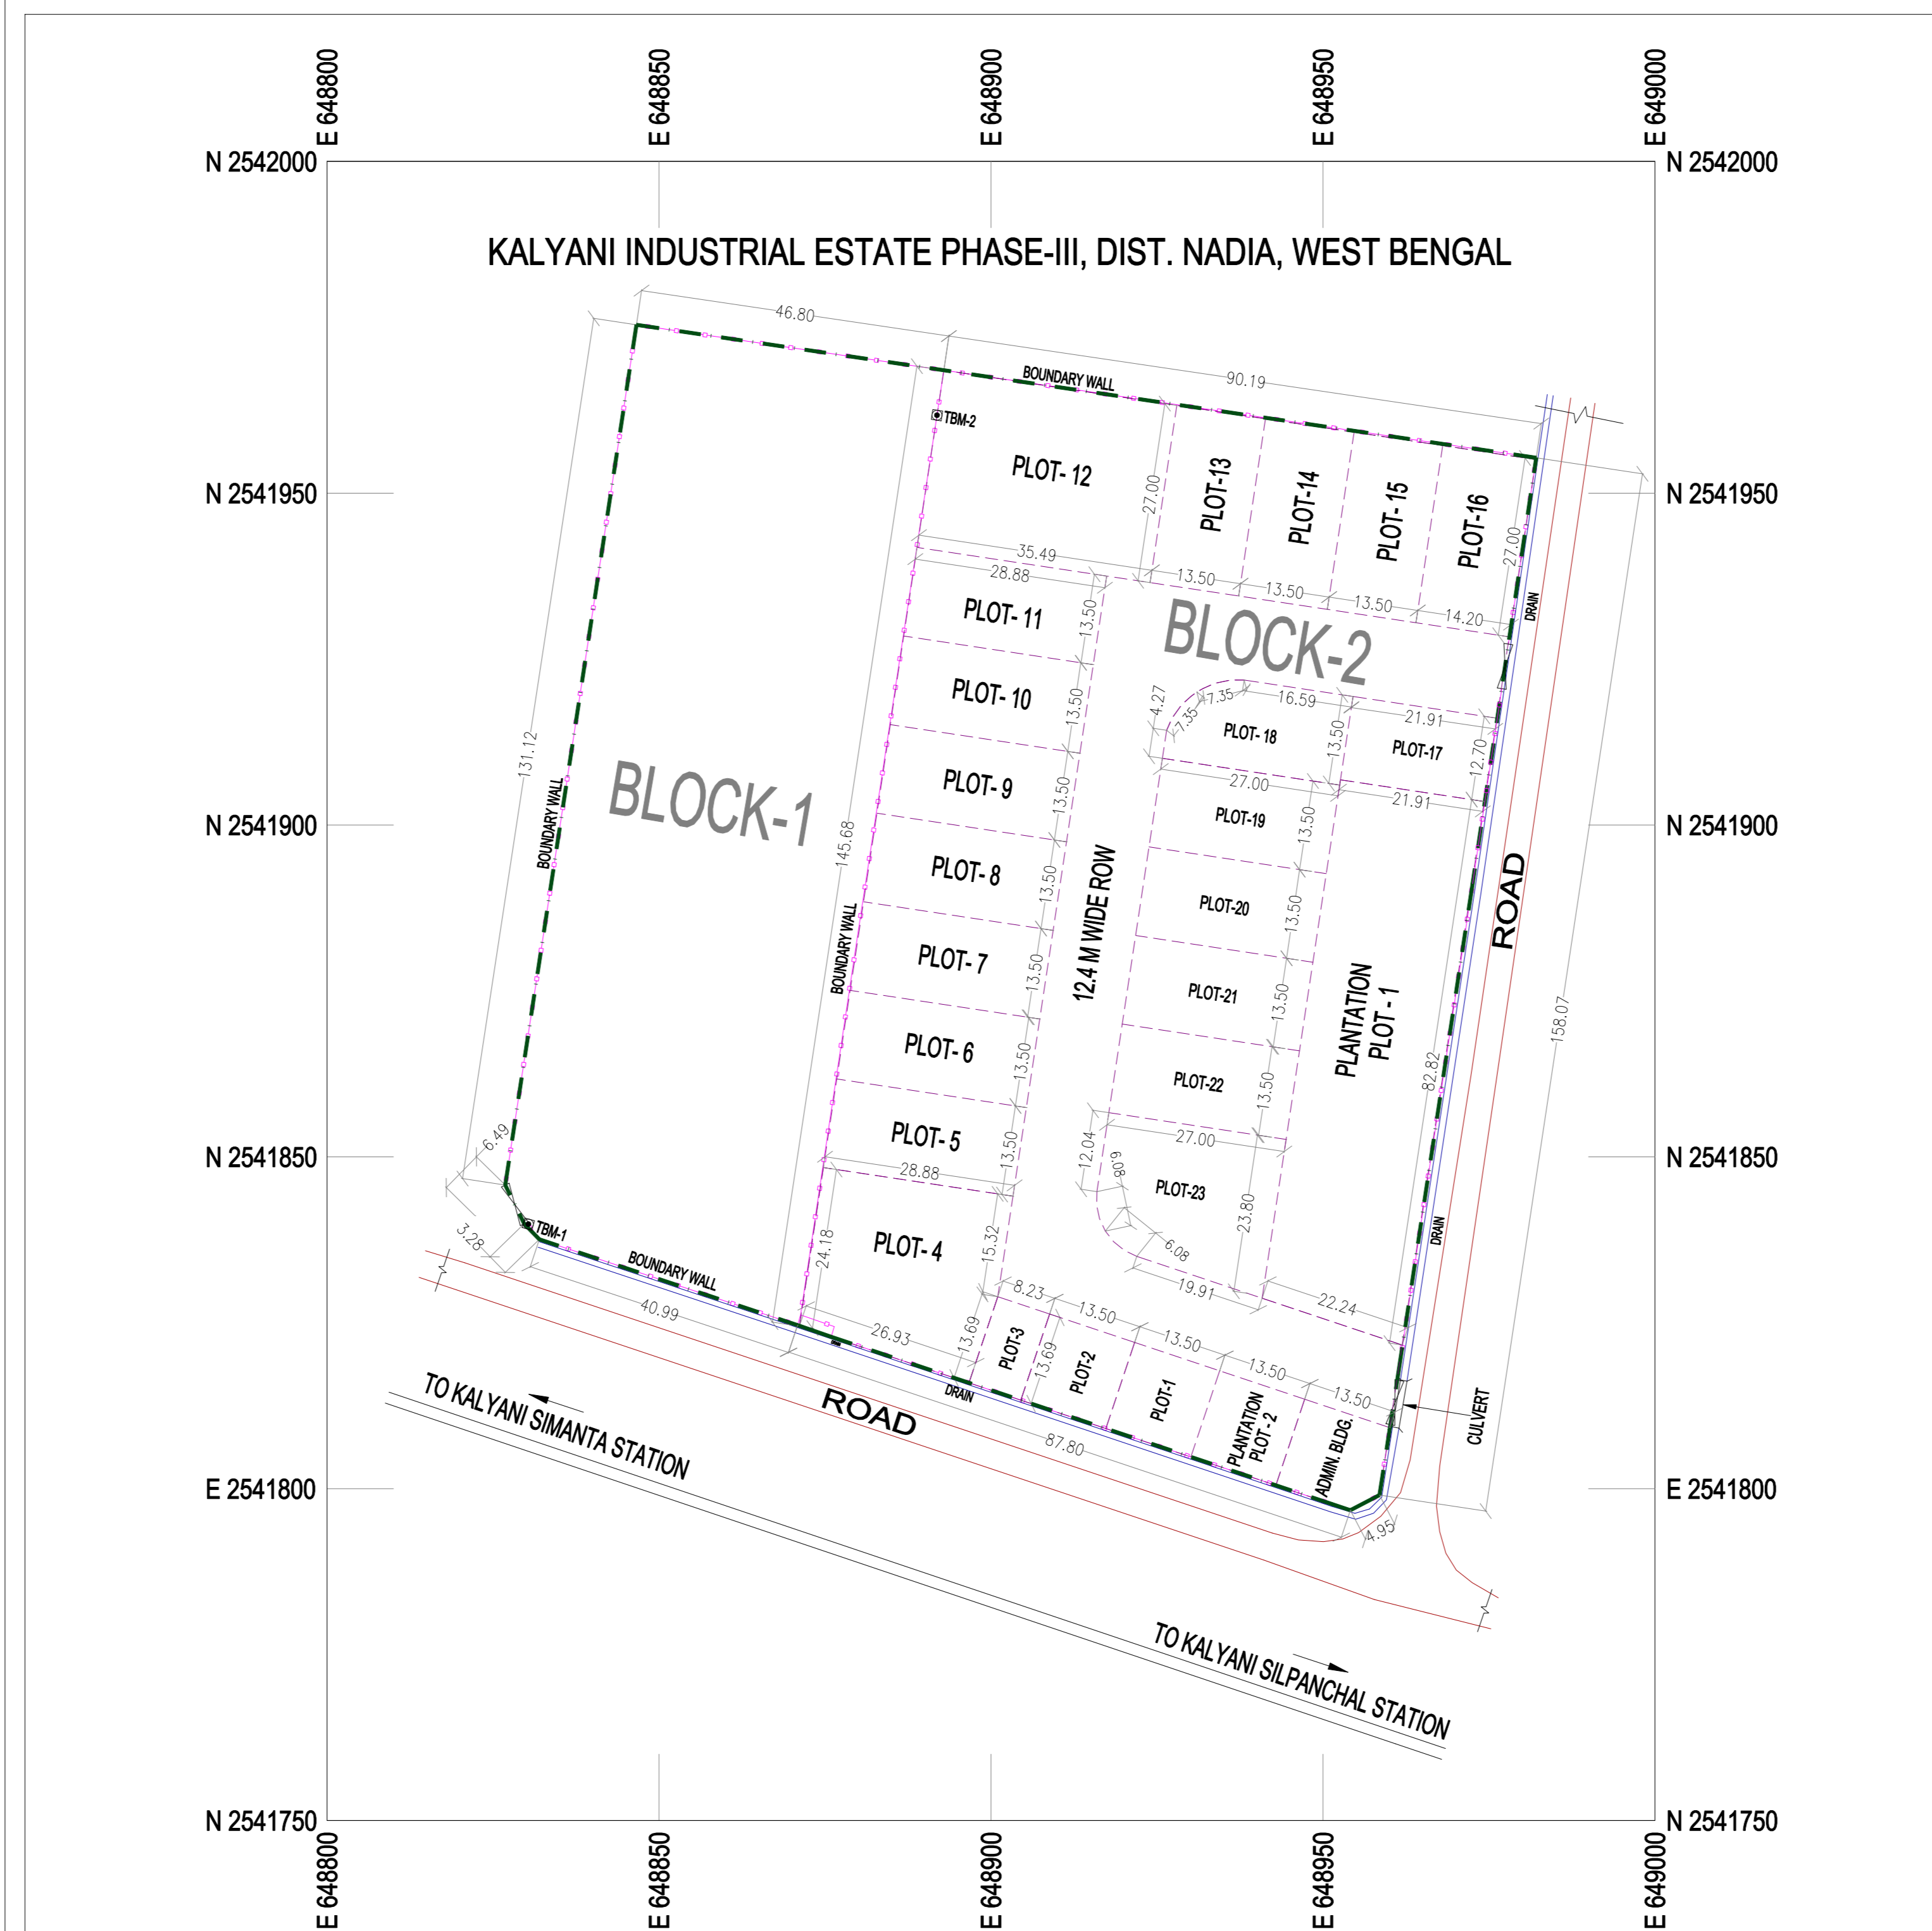 E 648800
E 648850
E 648900
E 648950
E 649000
N 2542000
N 2542000
KALYANI INDUSTRIAL ESTATE PHASE-III, DIST. NADIA, WEST BENGAL
46.80
BOUNDARY WALL
90.19
TBM-2
PLOT- 12
27.00
PLOT-13
PLOT-14
PLOT- 15
PLOT-16
27.00
N 2541950
N 2541950
35.49
28.88
13.50
13.50
13.50
14.20
DRAIN
PLOT- 11
13.50
BLOCK-2
PLOT- 10
13.50
4.27
7.35
7.35
16.59
21.91
PLOT- 18
13.50
PLOT-17
12.70
131.12
BLOCK-1
PLOT- 9
13.50
27.00
21.91
PLOT-19
13.50
N 2541900
N 2541900
BOUNDARY WALL
145.68
PLOT- 8
13.50
12.4 M WIDE ROW
PLOT-20
13.50
ROAD
BOUNDARY WALL
PLOT- 7
13.50
PLOT-21
13.50
PLANTATION
PLOT - 1
158.07
PLOT- 6
13.50
PLOT-22
13.50
82.82
6.49
N 2541850
N 2541850
PLOT- 5
13.50
28.88
12.04
27.00
6.08
PLOT-23
23.80
DRAIN
3.28
TBM-1
BOUNDARY WALL
24.18
PLOT- 4
15.32
6.08
19.91
22.24
40.99
26.93
13.69
8.23
PLOT-3
13.69
13.50
PLOT-2
13.50
PLOT-1
13.50
PLANTATION
PLOT - 2
13.50
ADMIN. BLDG.
CULVERT
DRAIN
TO KALYANI SIMANTA STATION
ROAD
87.80
E 2541800
E 2541800
4.95
TO KALYANI SILPANCHAL STATION
N 2541750
N 2541750
E 648800
E 648850
E 648900
E 648950
E 649000